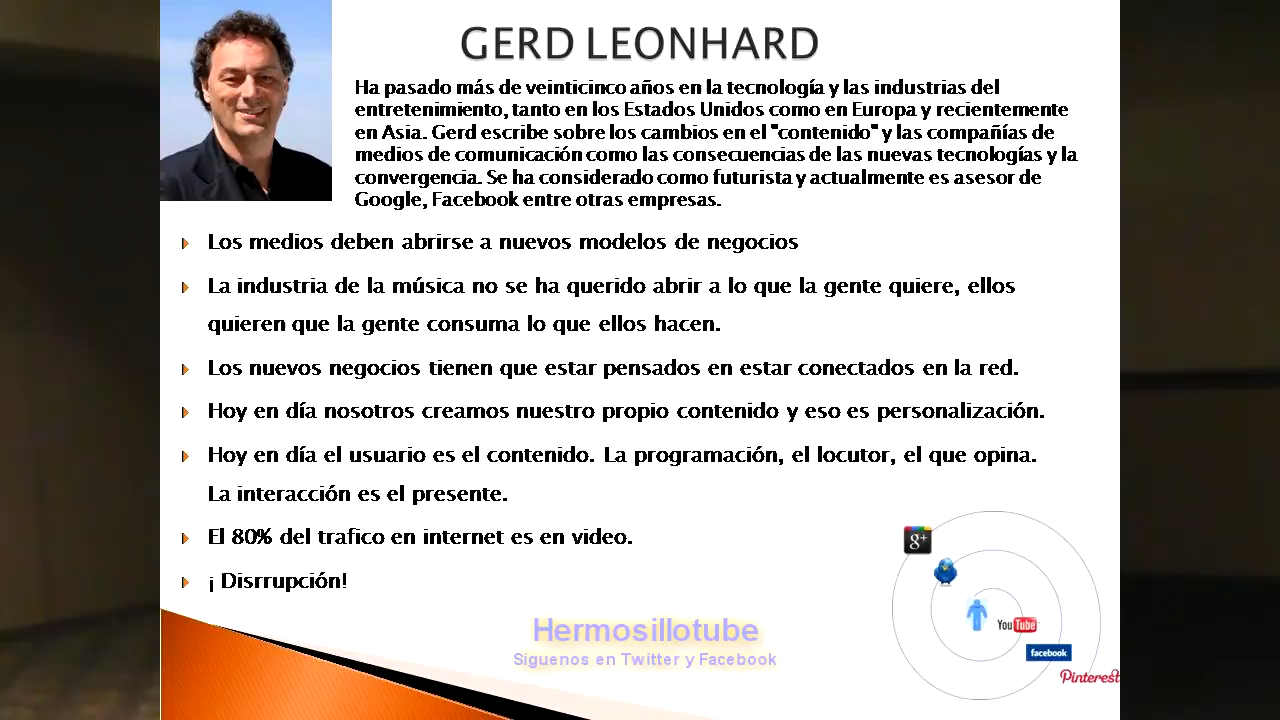 GERD LEONHARD
Ha pasado más de veinticinco años en la tecnología y las industrias del
entretenimiento, tanto en los Estados Unidos como en Europa y recientemente
en Asia. Gerd escribe sobre los cambios en el "contenido" y las compañías de
medios de comunicación como las consecuencias de las nuevas tecnologías y la
convergencia. Se ha considerado como futurista y actualmente es asesor de
Google, Facebook entre otras empresas.
Los medios deben abrirse a nuevos modelos de negocios
La industria de la música no se ha querido abrir a lo que la gente quiere, ellos
quieren que la gente consuma lo que ellos hacen.
Los nuevos negocios tienen que estar pensados en estar conectados en la red.
Hoy en día nosotros creamos nuestro propio contenido y eso es personalización.
Hoy en día el usuario es el contenido. La programación, el locutor, el que opina.
La interacción es el presente.
El 80% del trafico en internet es en video.
¡ Disrrupción!
g+
YouTube
facebook
Pinterest
Hermosillotube
Siguenos en Twitter y Facebook